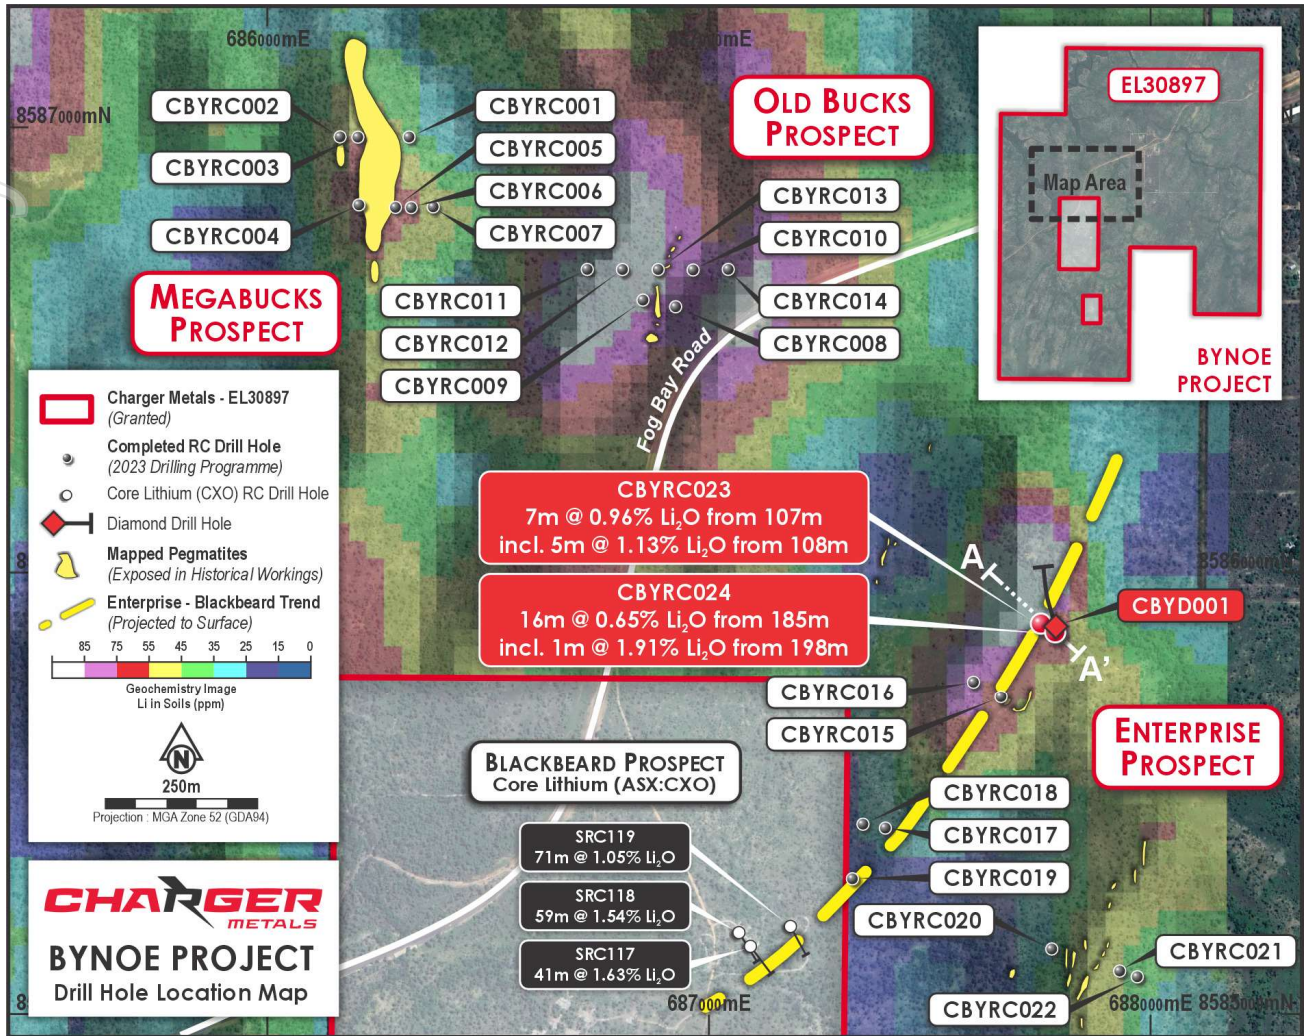 686000mE
mE
8587000mN
CBYRC002
CBYRC001
CBYRC003
CBYRC005
CBYRC006
CBYRC004
CBYRC007
OLD BUCKS
PROSPECT
CBYRC013
CBYRC010
MEGABUCKS
PROSPECT
CBYRC011
CBYRC014
CBYRC012
CBYRC008
CBYRC009
Fog Bay Road
EL30897
Map Area
BYNOE
PROJECT
Charger Metals - EL30897
(Granted)
Completed RC Drill Hole
(2023 Drilling Programme)
Core Lithium (CXO) RC Drill Hole
Diamond Drill Hole
Mapped Pegmatites
(Exposed in Historical Workings)
Enterprise - Blackbeard Trend
(Projected to Surface)
85 75 55 45 35 25 15 0
Geochemistry Image
Li in Soils (ppm)
N
250m
Projection : MGA Zone 52 (GDA94)
CBYRC023
7m @ 0.96% Li₂O from 107m
incl. 5m @ 1.13% Li₂O from 108m
CBYRC024
16m @ 0.65% Li₂O from 185m
incl. 1m @ 1.91% Li₂O from 198m
8586000mN
A
CBYD001
A'
CBYRC016
CBYRC015
ENTERPRISE
PROSPECT
BLACKBEARD PROSPECT
Core Lithium (ASX:CXO)
CBYRC018
CBYRC017
CBYRC019
SRC119
71m @ 1.05% Li₂O
SRC118
59m @ 1.54% Li₂O
SRC117
41m @ 1.63% Li₂O
CBYRC020
CBYRC021
CBYRC022
687000mE
688000mE
8585000mN
CHARGER
METALS
BYNOE PROJECT
Drill Hole Location Map